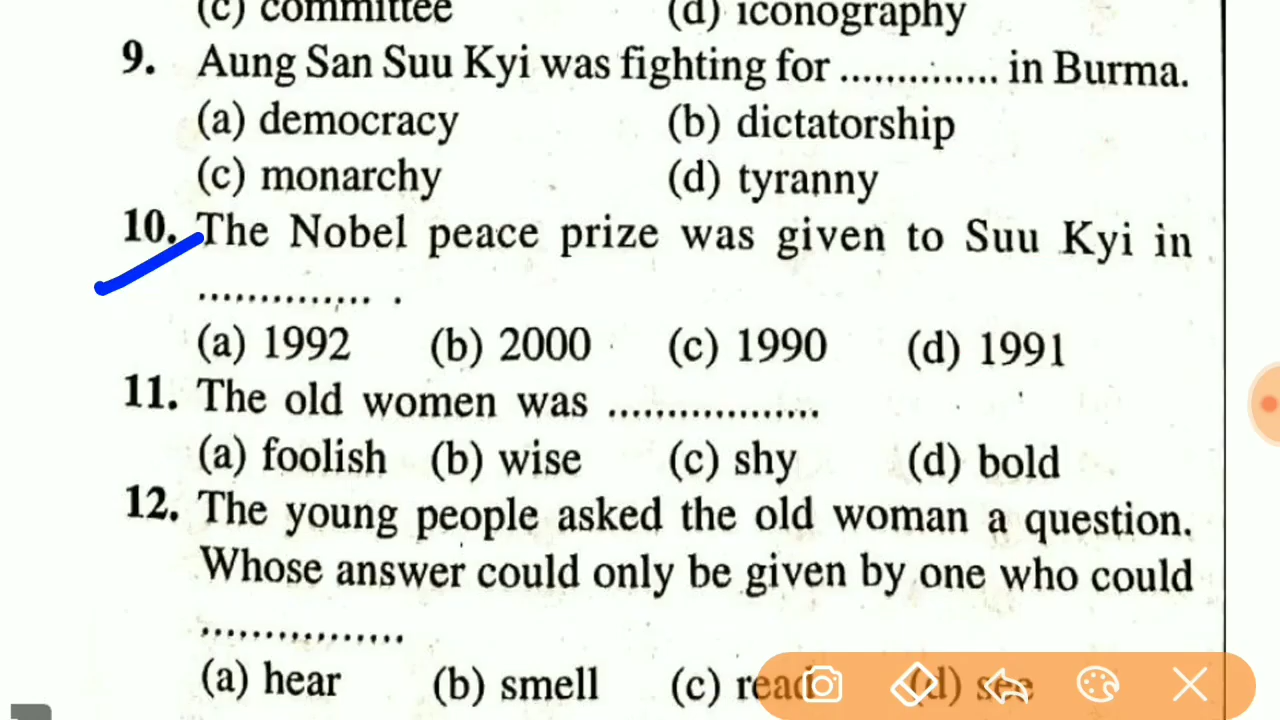 (c) committee (d) iconography
9. Aung San Suu Kyi was fighting for .............. in Burma.
(a) democracy (b) dictatorship
(c) monarchy (d) tyranny
10. The Nobel peace prize was given to Suu Kyi in
.............. .
(a) 1992 (b) 2000 (c) 1990 (d) 1991
11. The old women was ..................
(a) foolish (b) wise (c) shy (d) bold
12. The young people asked the old woman a question.
Whose answer could only be given by one who could
................
(a) hear (b) smell (c) read (d) see